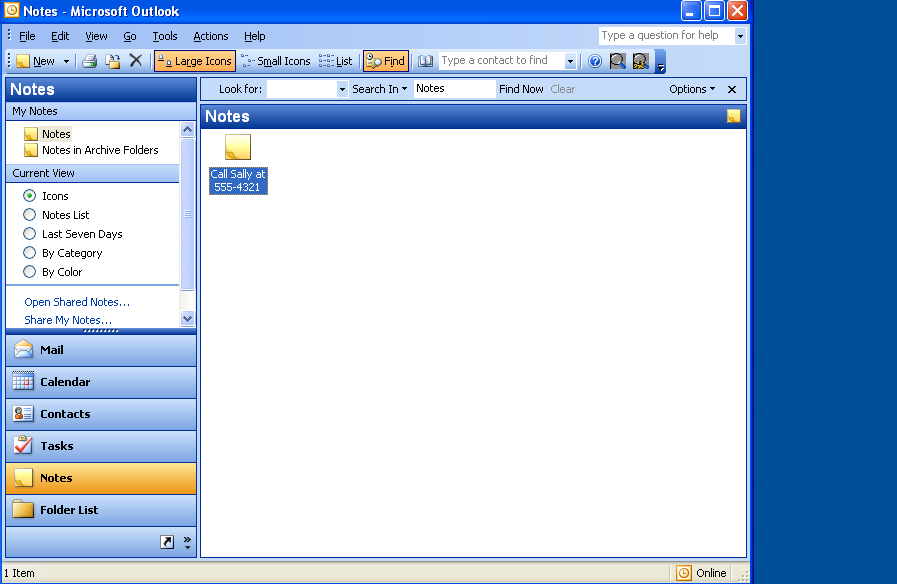 Notes - Microsoft Outlook
File Edit View Go Tools Actions Help Type a question for help
New Large Icons Small Icons List Find Type a contact to find
Notes
My Notes
Notes
Notes in Archive Folders
Current View
Icons
Notes List
Last Seven Days
By Category
By Color
Open Shared Notes...
Share My Notes...
Mail
Calendar
Contacts
Tasks
Notes
Folder List
Look for: Search In Notes Find Now Clear Options
Notes
Call Sally at
555-4321
1 Item Online